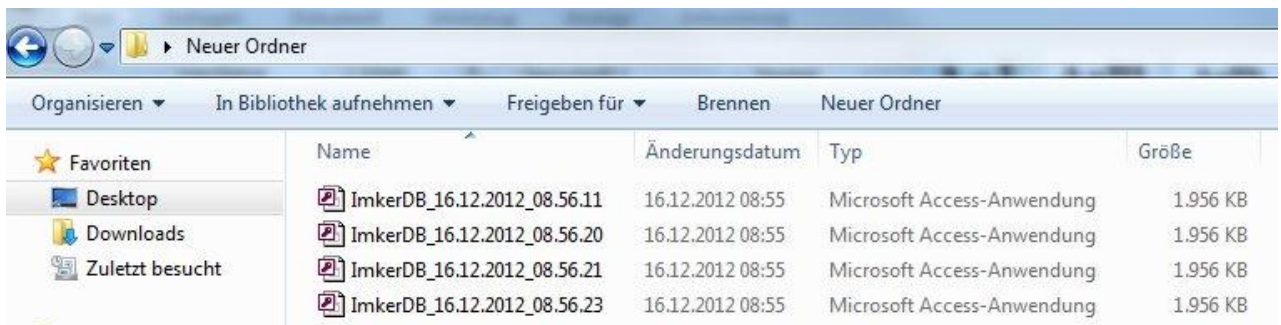 Neuer Ordner
Organisieren In Bibliothek aufnehmen Freigeben für Brennen Neuer Ordner
Favoriten
Desktop
Downloads
Zuletzt besucht
Name Änderungsdatum Typ Größe
ImkerDB_16.12.2012_08.56.11 16.12.2012 08:55 Microsoft Access-Anwendung 1.956 KB
ImkerDB_16.12.2012_08.56.20 16.12.2012 08:55 Microsoft Access-Anwendung 1.956 KB
ImkerDB_16.12.2012_08.56.21 16.12.2012 08:55 Microsoft Access-Anwendung 1.956 KB
ImkerDB_16.12.2012_08.56.23 16.12.2012 08:55 Microsoft Access-Anwendung 1.956 KB